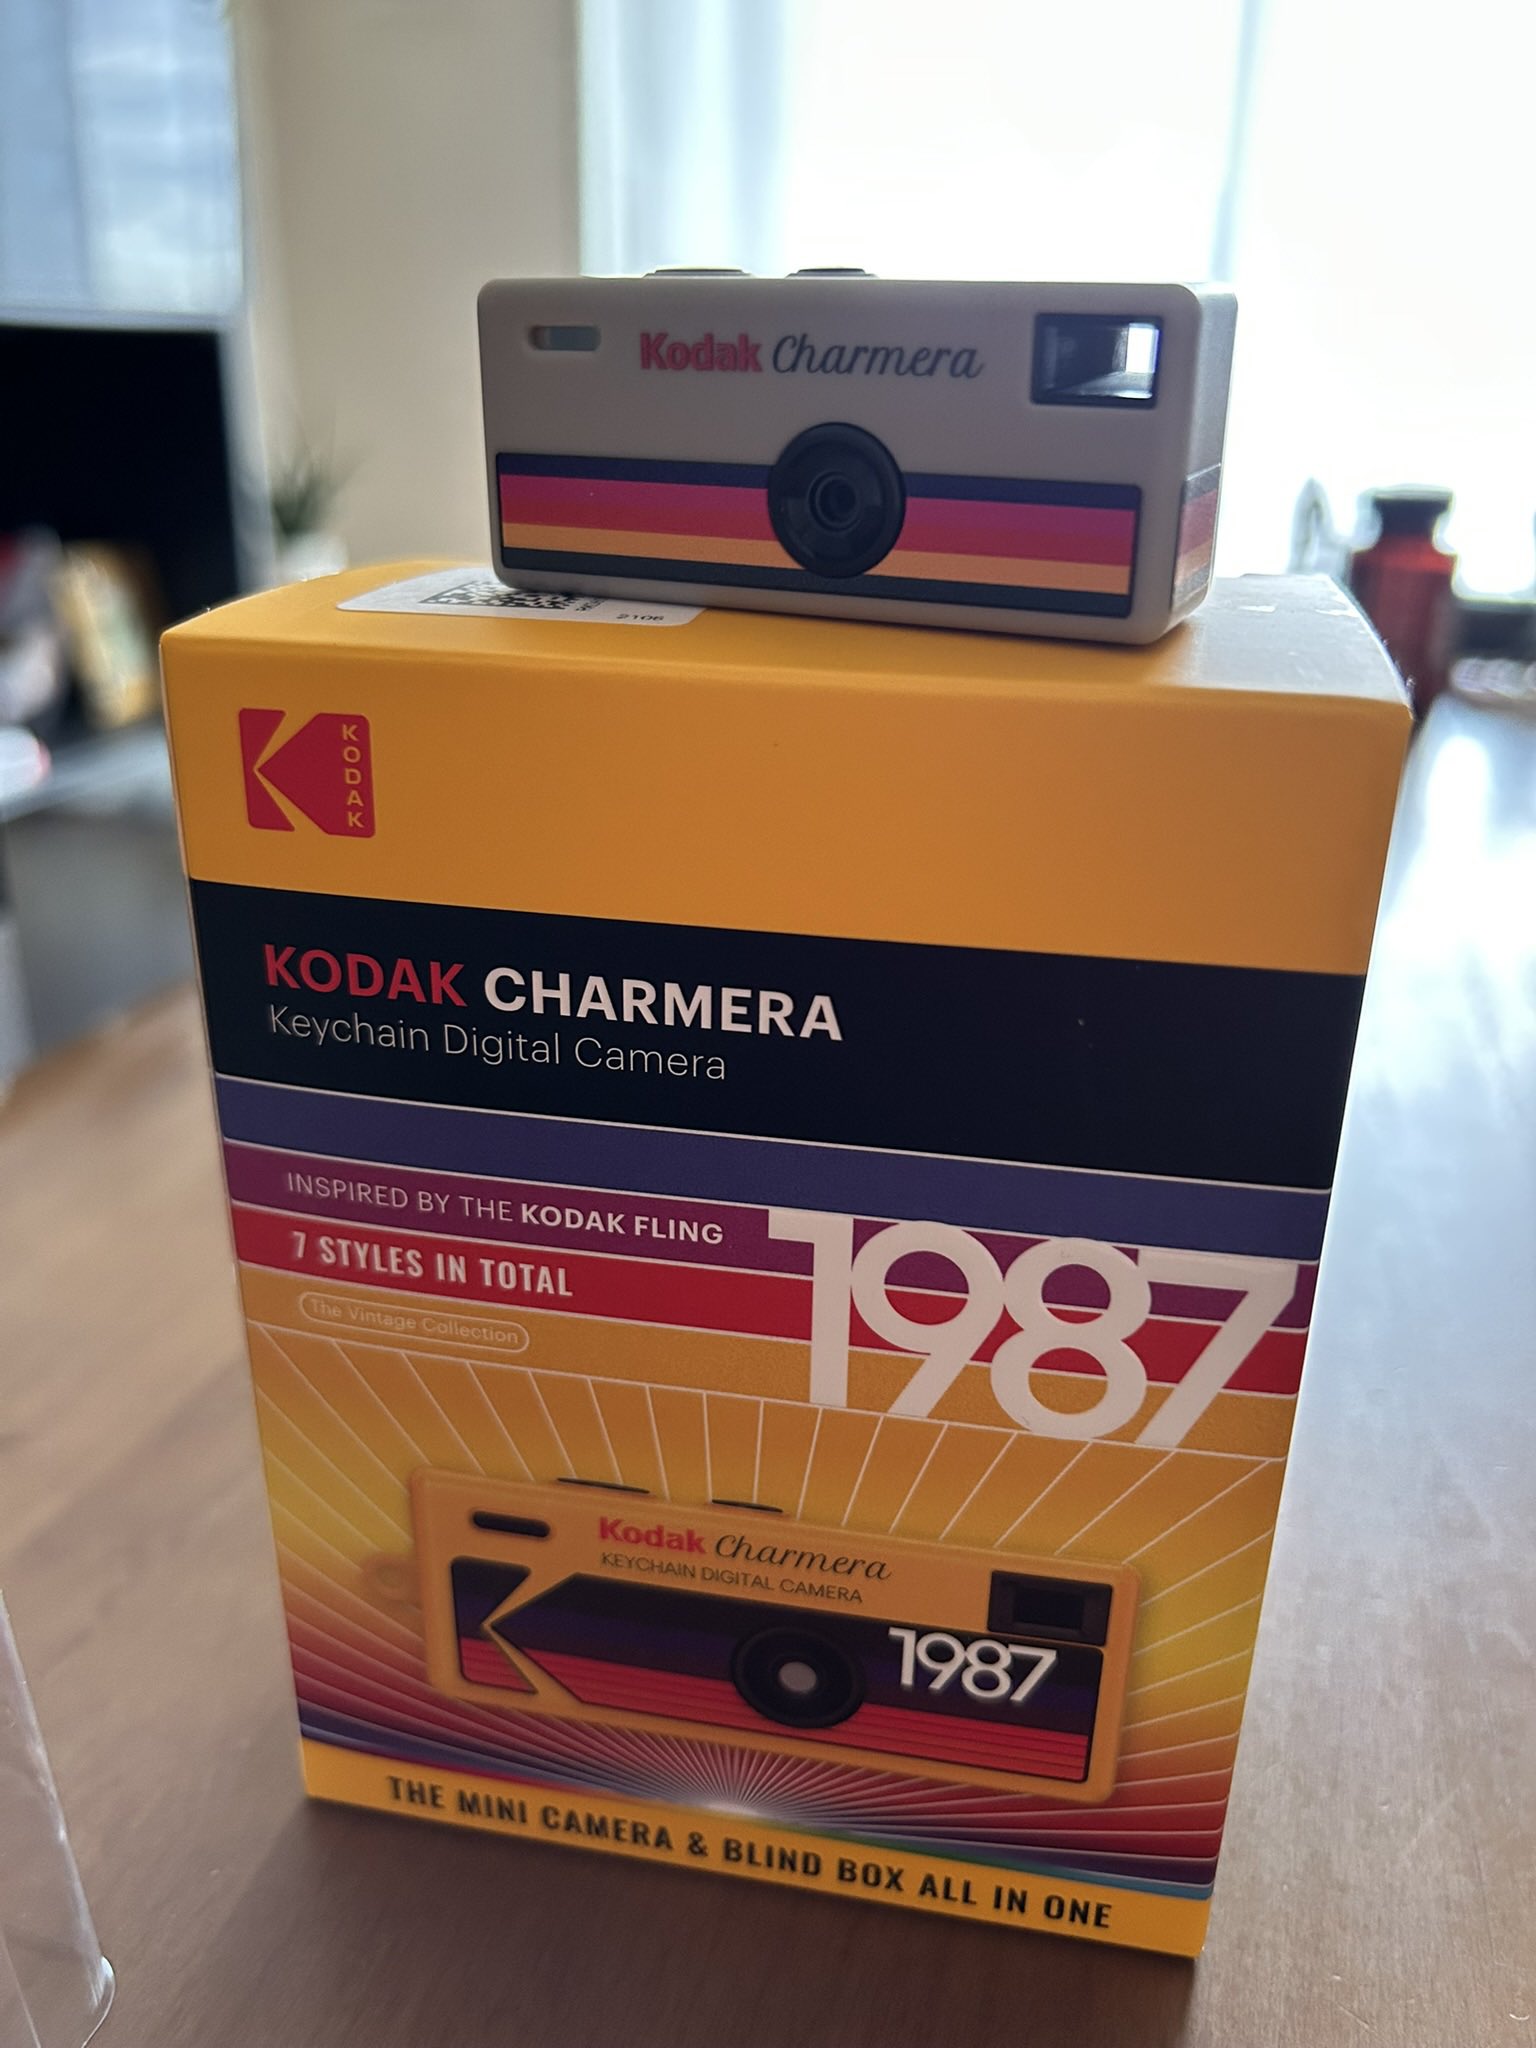 Kodak Charmera
2106
KODAK
KODAK CHARMERA
Keychain Digital Camera
INSPIRED BY THE KODAK FLING
1987
7 STYLES IN TOTAL
The Vintage Collection
Kodak Charmera
KEYCHAIN DIGITAL CAMERA
1987
THE MINI CAMERA & BLIND BOX ALL IN ONE